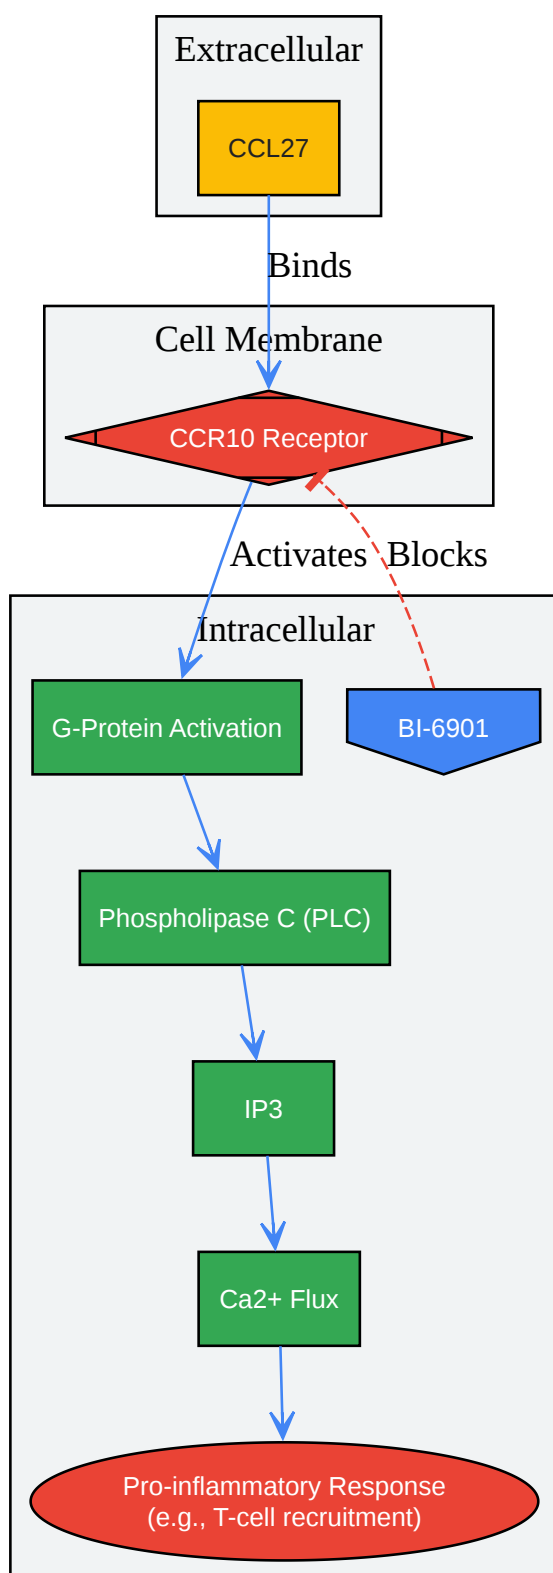 Extracellular
CCL27
Binds
Cell Membrane
CCR10 Receptor
Activates
Blocks
Intracellular
G-Protein Activation
BI-6901
Phospholipase C (PLC)
IP3
Ca2+ Flux
Pro-inflammatory Response
(e.g., T-cell recruitment)